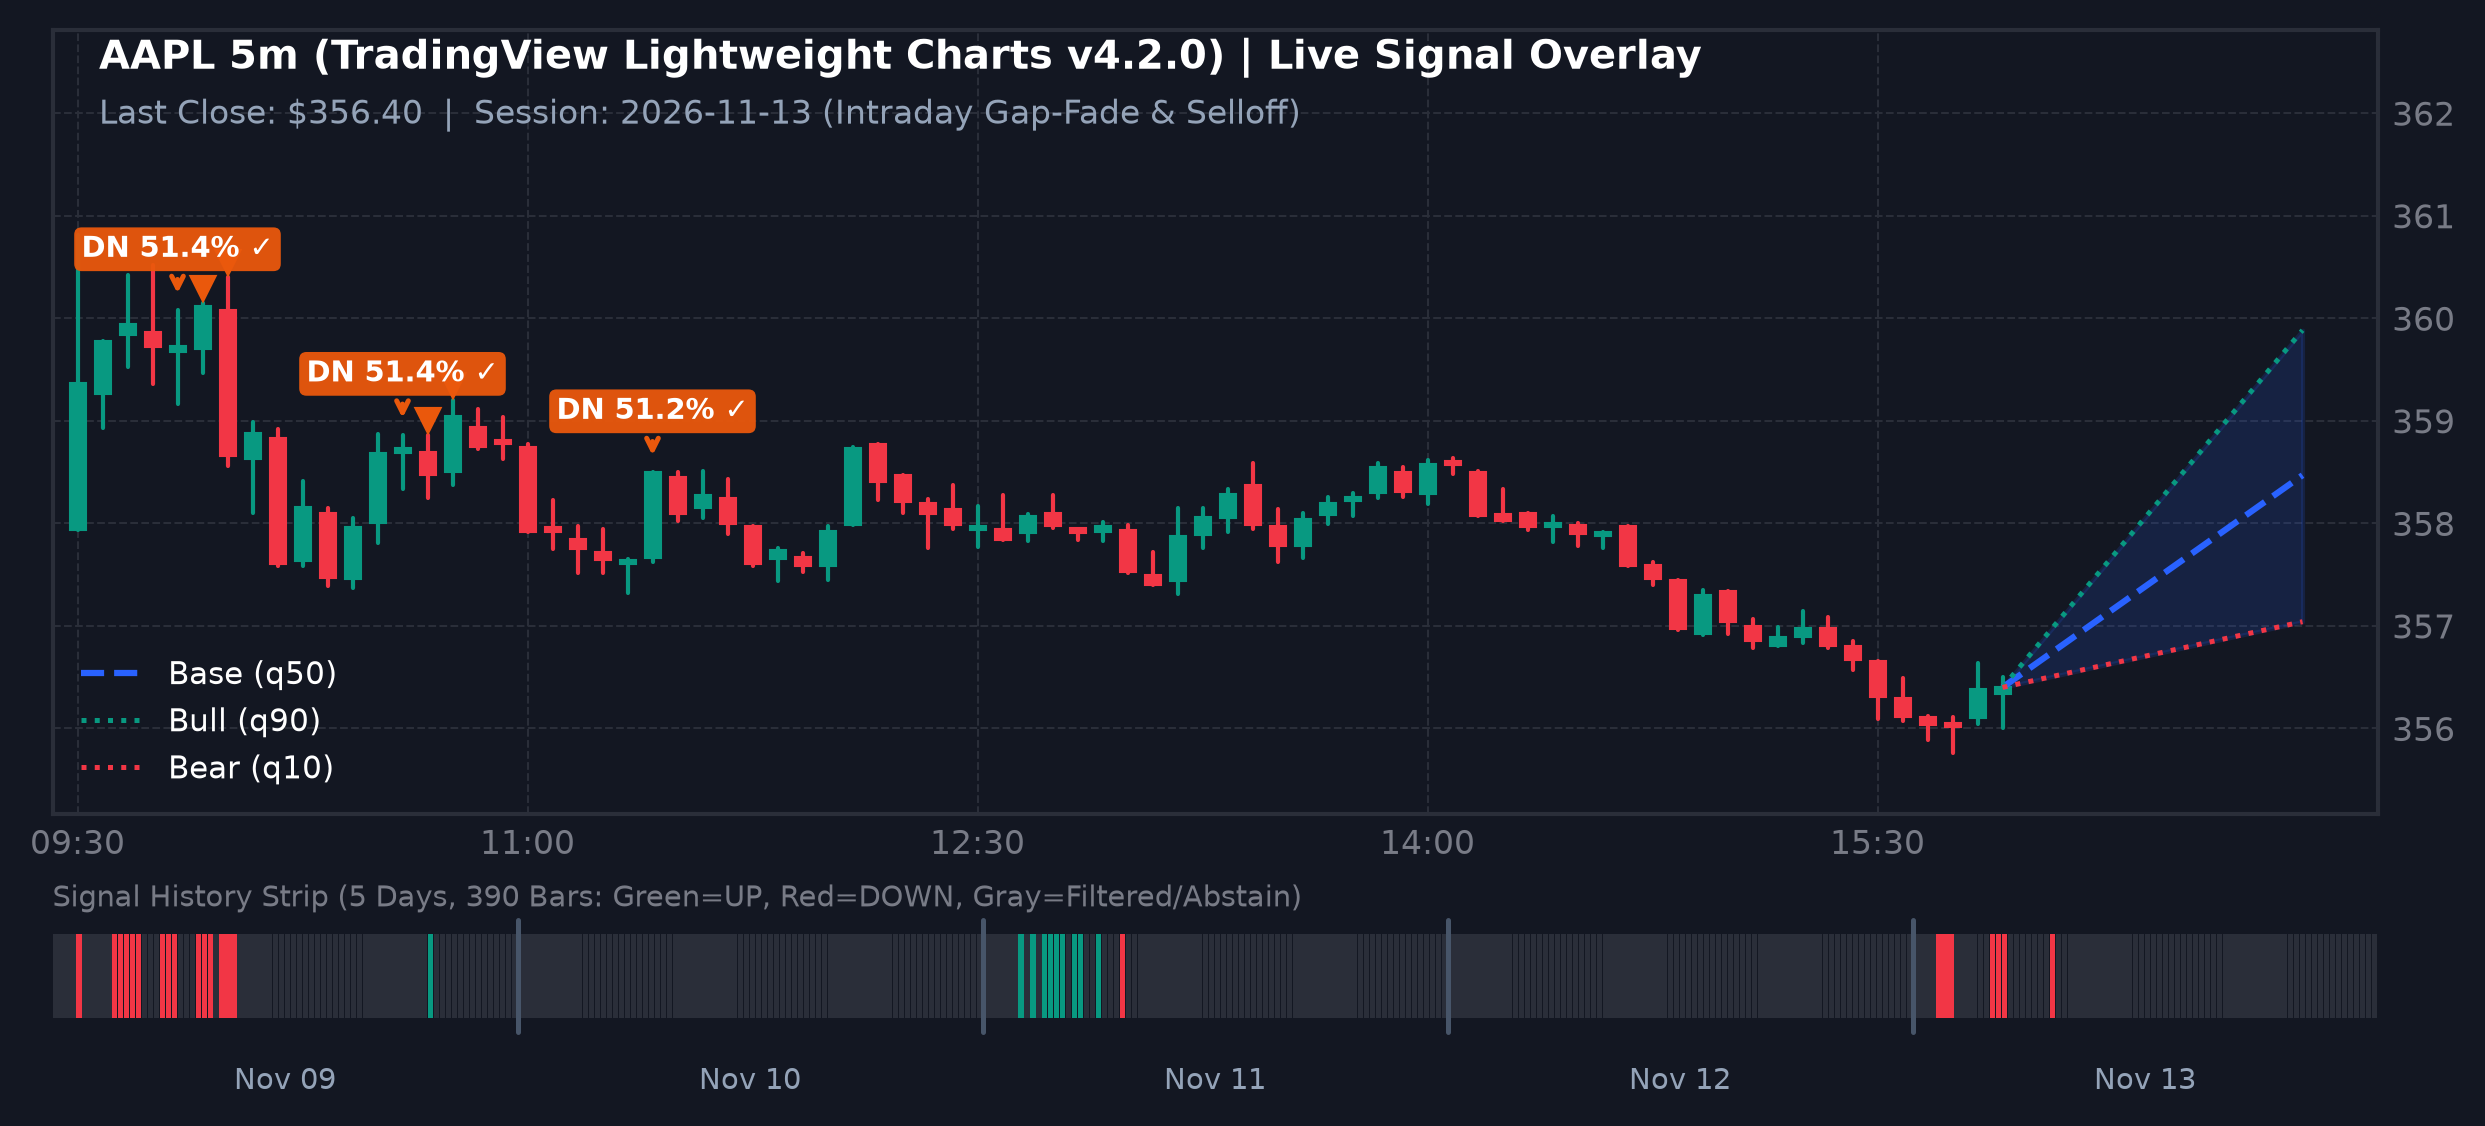 AAPL 5m (TradingView Lightweight Charts v4.2.0) | Live Signal Overlay
Last Close: $356.40 | Session: 2026-11-13 (Intraday Gap-Fade & Selloff)
362
361
DN 51.4% ✓
360
DN 51.4% ✓
DN 51.2% ✓
359
358
357
Base (q50)
Bull (q90)
356
Bear (q10)
09:30 11:00 12:30 14:00 15:30
Signal History Strip (5 Days, 390 Bars: Green=UP, Red=DOWN, Gray=Filtered/Abstain)
Nov 09 Nov 10 Nov 11 Nov 12 Nov 13